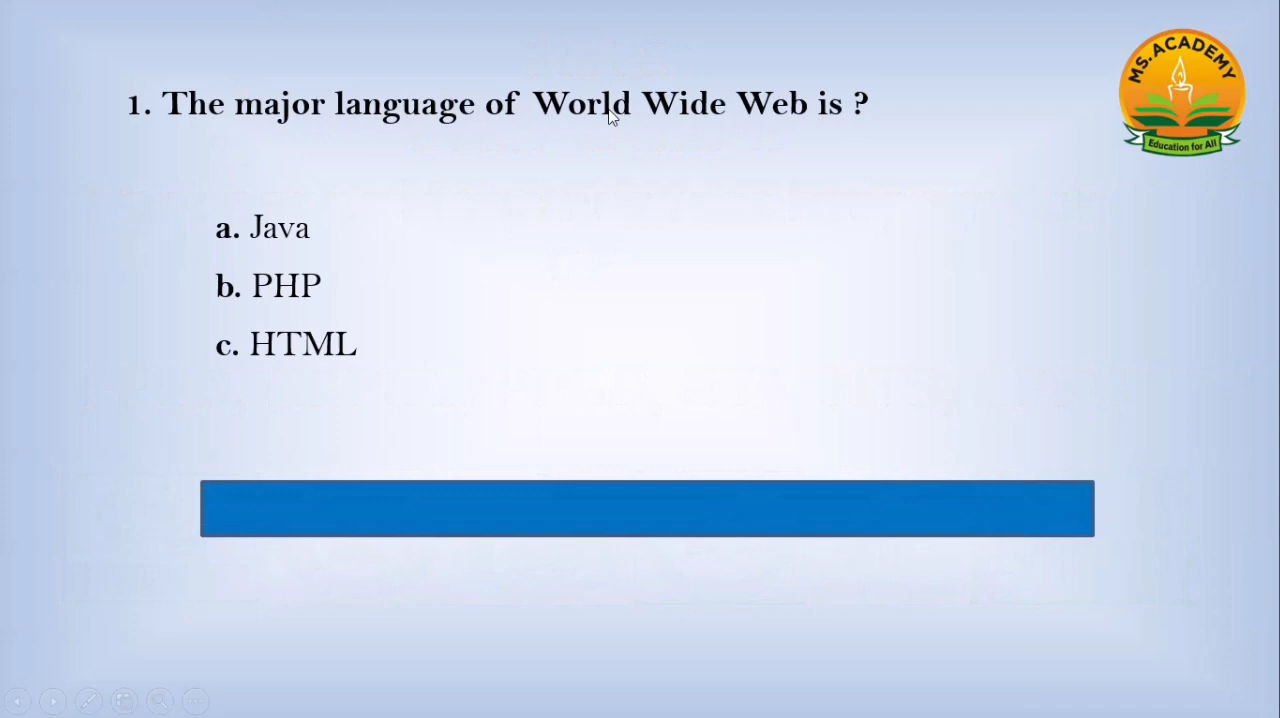 1. The major language of World Wide Web is ?
a. Java
b. PHP
c. HTML
MS. ACADEMY
Education for All